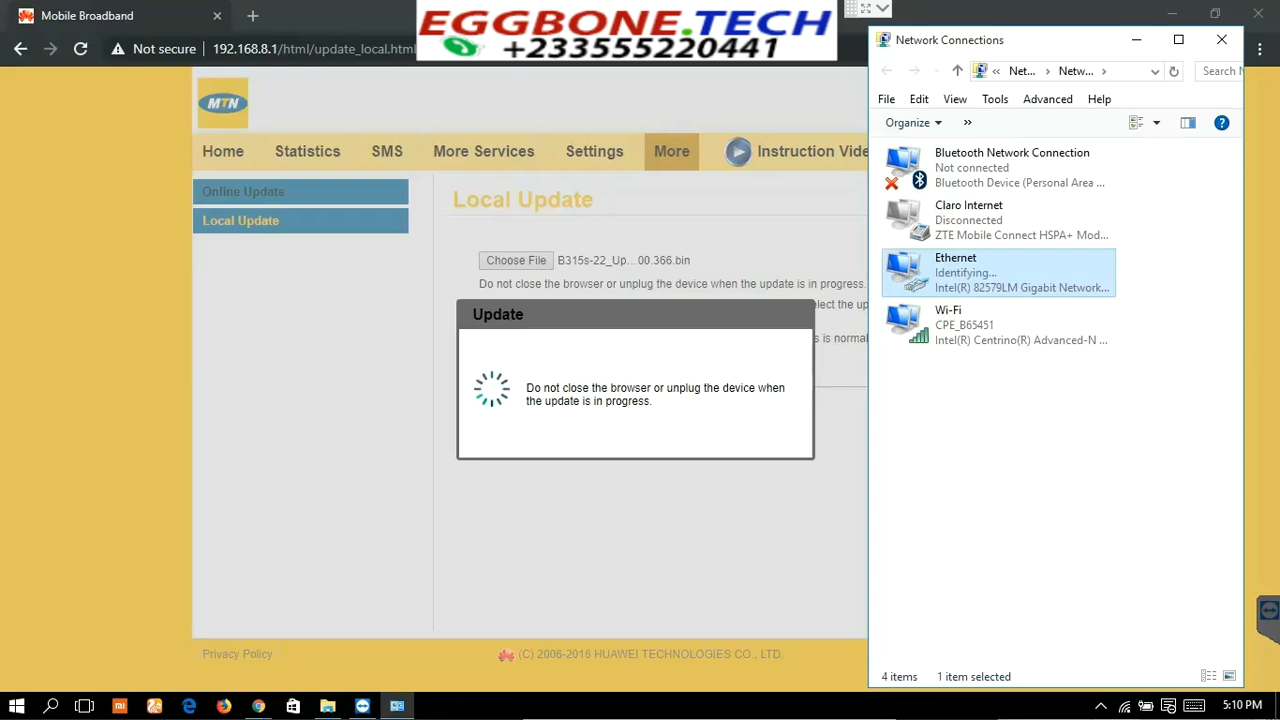 Mobile Broadband
Not secure
192.168.8.1/html/update_local.html
EGGBONE.TECH
+233555220441
MTN
Home
Statistics
SMS
More Services
Settings
More
Instruction Vide
Online Update
Local Update
Local Update
Choose File
B315s-22_Up...00.366.bin
Do not close the browser or unplug the device when the update is in progress.
elect the up
s is normal
Update
Do not close the browser or unplug the device when
the update is in progress.
Privacy Policy
(C) 2006-2016 HUAWEI TECHNOLOGIES CO., LTD.
Network Connections
« Net... › Netw... ›
Search N
File
Edit
View
Tools
Advanced
Help
Organize
»
Bluetooth Network Connection
Not connected
Bluetooth Device (Personal Area ...
Claro Internet
Disconnected
ZTE Mobile Connect HSPA+ Mod...
Ethernet
Identifying...
Intel(R) 82579LM Gigabit Network...
Wi-Fi
CPE_B65451
Intel(R) Centrino(R) Advanced-N ...
4 items
1 item selected
5:10 PM